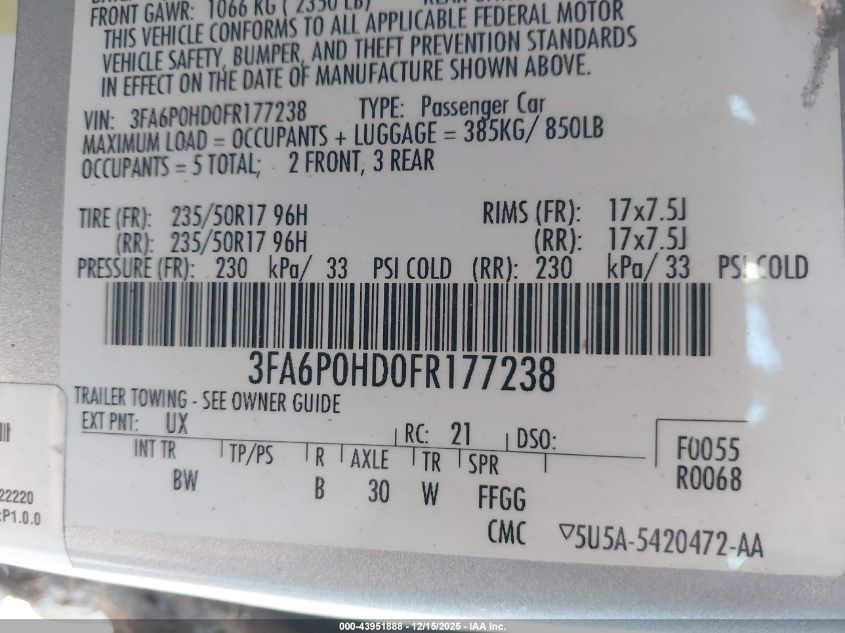 FRONT GAWR: 1066 KG ( 2350 LB)
THIS VEHICLE CONFORMS TO ALL APPLICABLE FEDERAL MOTOR
VEHICLE SAFETY, BUMPER, AND THEFT PREVENTION STANDARDS
IN EFFECT ON THE DATE OF MANUFACTURE SHOWN ABOVE.
VIN: 3FA6P0HD0FR177238 TYPE: Passenger Car
MAXIMUM LOAD = OCCUPANTS + LUGGAGE = 385KG/ 850LB
OCCUPANTS = 5 TOTAL; 2 FRONT, 3 REAR
TIRE (FR): 235/50R17 96H RIMS (FR): 17x7.5J
(RR): 235/50R17 96H (RR): 17x7.5J
PRESSURE (FR): 230 kPa/ 33 PSI COLD (RR): 230 kPa/ 33 PSI COLD
3FA6P0HD0FR177238
TRAILER TOWING - SEE OWNER GUIDE
EXT PNT: UX RC: 21 DSO:
INT TR TP/PS R AXLE TR SPR F0055
BW B 30 W FFGG R0068
CMC ▽5U5A-5420472-AA
22220
:P1.0.0
000-43951888 - 12/15/2025 - IAA Inc.